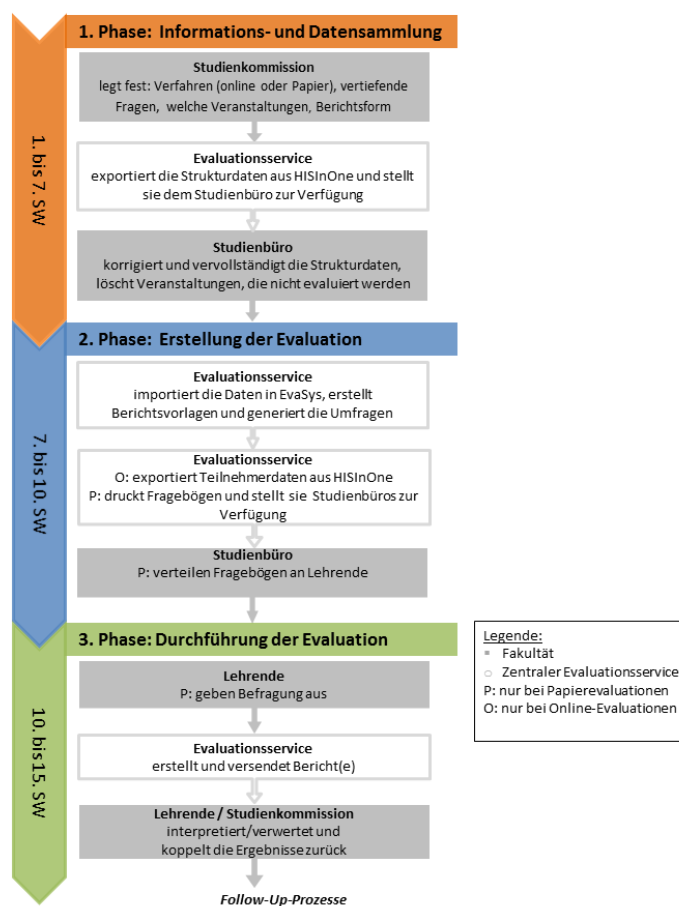 1. Phase: Informations- und Datensammlung
Studienkommission
legt fest: Verfahren (online oder Papier), vertiefende
Fragen, welche Veranstaltungen, Berichtsform
1. bis 7. SW
Evaluationsservice
exportiert die Strukturdaten aus HISInOne und stellt
sie dem Studienbüro zur Verfügung
Studienbüro
korrigiert und vervollständigt die Strukturdaten,
löscht Veranstaltungen, die nicht evaluiert werden
2. Phase: Erstellung der Evaluation
Evaluationsservice
importiert die Daten in EvaSys, erstellt
Berichtsvorlagen und generiert die Umfragen
7. bis 10. SW
Evaluationsservice
O: exportiert Teilnehmerdaten aus HISInOne
P: druckt Fragebögen und stellt sie Studienbüros zur
Verfügung
Studienbüro
P: verteilen Fragebögen an Lehrende
3. Phase: Durchführung der Evaluation
Lehrende
P: geben Befragung aus
10. bis 15. SW
Evaluationsservice
erstellt und versendet Bericht(e)
Lehrende / Studienkommission
interpretiert/verwertet und
koppelt die Ergebnisse zurück
Follow-Up-Prozesse
Legende:
Fakultät
Zentraler Evaluationsservice
P: nur bei Papierevaluationen
O: nur bei Online-Evaluationen